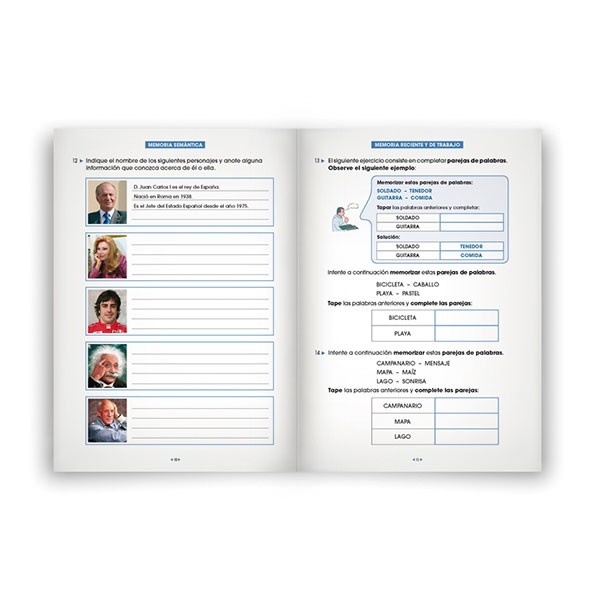 MEMORIA SEMÁNTICA
12 ▸ Indique el nombre de los siguientes personajes y anote alguna
información que conozca acerca de él o ella.
D. Juan Carlos I es el rey de España.
Nació en Roma en 1938.
Es el Jefe del Estado Español desde el año 1975.
MEMORIA RECIENTE Y DE TRABAJO
13 ▸ El siguiente ejercicio consiste en completar parejas de palabras.
Observe el siguiente ejemplo:
Memorizar estas parejas de palabras:
SOLDADO - TENEDOR
GUITARRA - COMIDA
Tapar las palabras anteriores y completar:
SOLDADO
GUITARRA
Solución:
SOLDADO TENEDOR
GUITARRA COMIDA
Intente a continuación memorizar estas parejas de palabras.
BICICLETA - CABALLO
PLAYA - PASTEL
Tape las palabras anteriores y complete las parejas:
BICICLETA
PLAYA
14 ▸ Intente a continuación memorizar estas parejas de palabras.
CAMPANARIO - MENSAJE
MAPA - MAÍZ
LAGO - SONRISA
Tape las palabras anteriores y complete las parejas:
CAMPANARIO
MAPA
LAGO